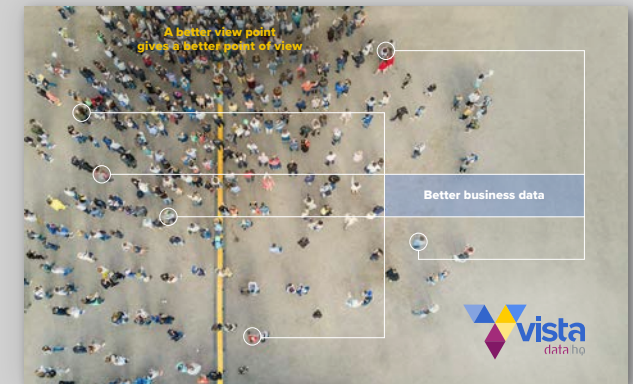 A better view point
gives a better point of view
Better business data
vista
data hq